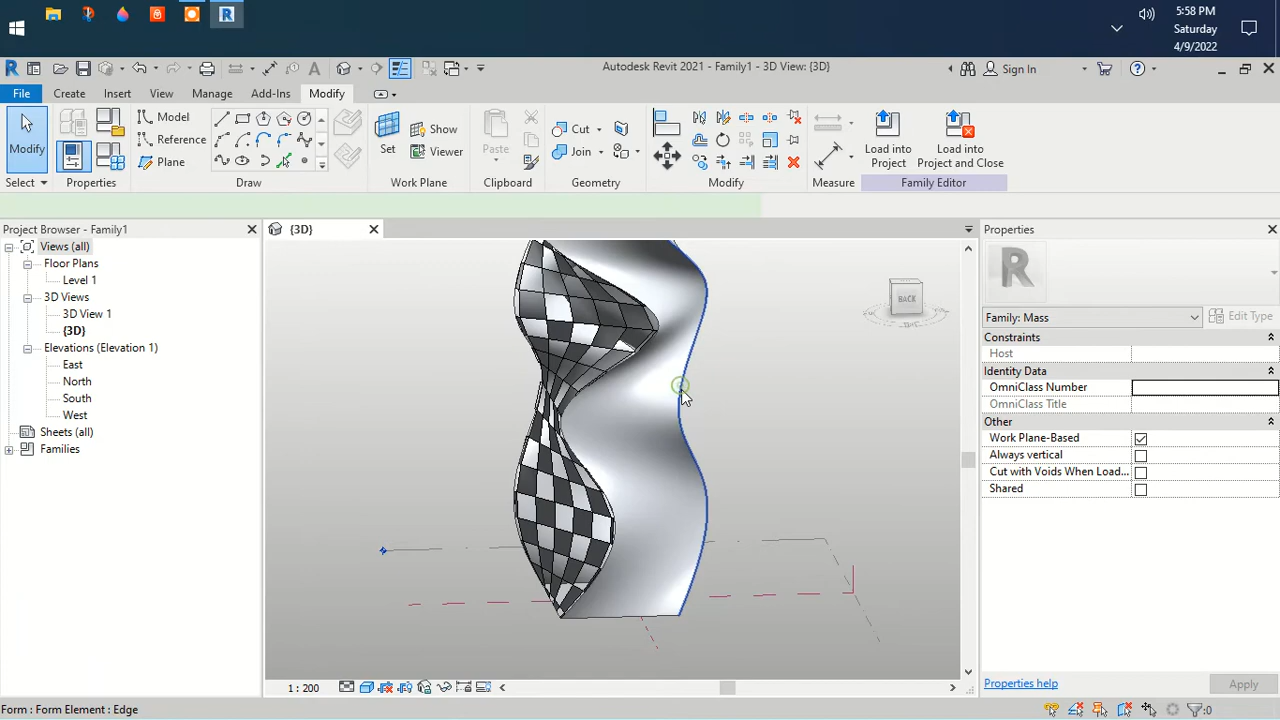 5:58 PM
Saturday
4/9/2022
Autodesk Revit 2021 - Family1 - 3D View: {3D}
Sign In
File
Create
Insert
View
Manage
Add-Ins
Modify
Modify
Model
Reference
Plane
Set
Show
Viewer
Paste
Cut
Join
Load into
Project
Load into
Project and Close
Select
Properties
Draw
Work Plane
Clipboard
Geometry
Modify
Measure
Family Editor
Project Browser - Family1
{3D}
Properties
Views (all)
Floor Plans
Level 1
3D Views
3D View 1
{3D}
Elevations (Elevation 1)
East
North
South
West
Sheets (all)
Families
BACK
R
Family: Mass
Edit Type
Constraints
Host
Identity Data
OmniClass Number
OmniClass Title
Other
Work Plane-Based
Always vertical
Cut with Voids When Load...
Shared
Properties help
Apply
1 : 200
Form : Form Element : Edge
:0